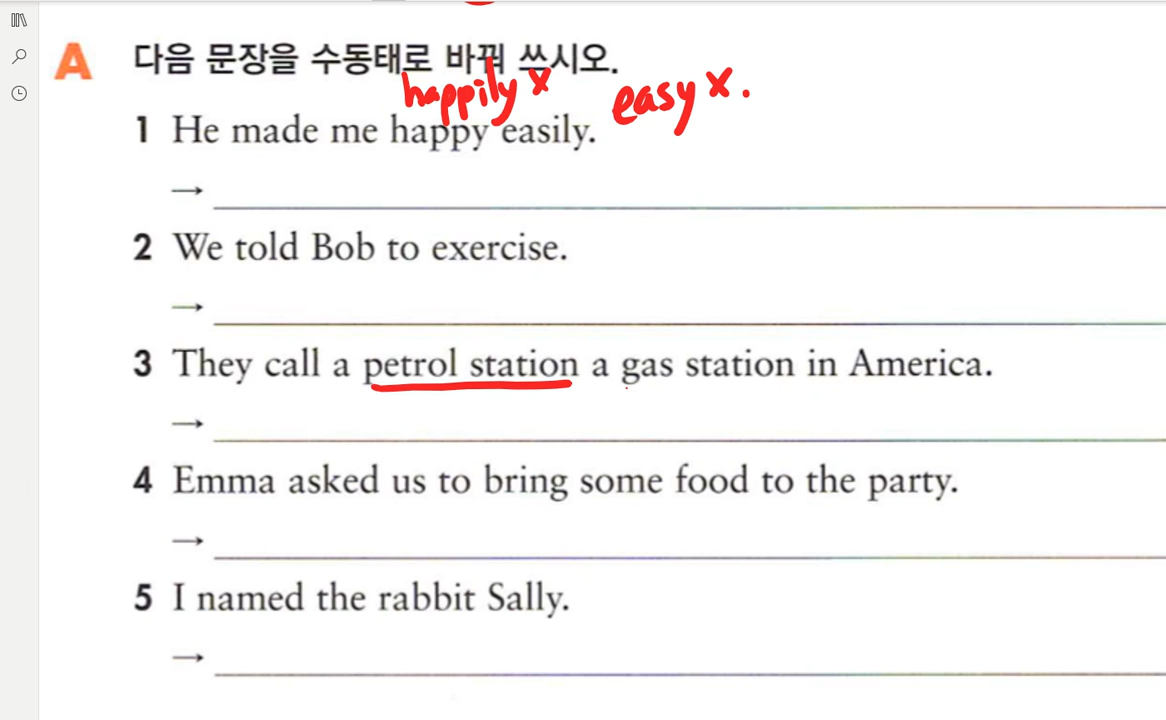 A 다음 문장을 수동태로 바꿔 쓰시오.
happily x easy x.
1 He made me happy easily.
→
2 We told Bob to exercise.
→
3 They call a petrol station a gas station in America.
→
4 Emma asked us to bring some food to the party.
→
5 I named the rabbit Sally.
→